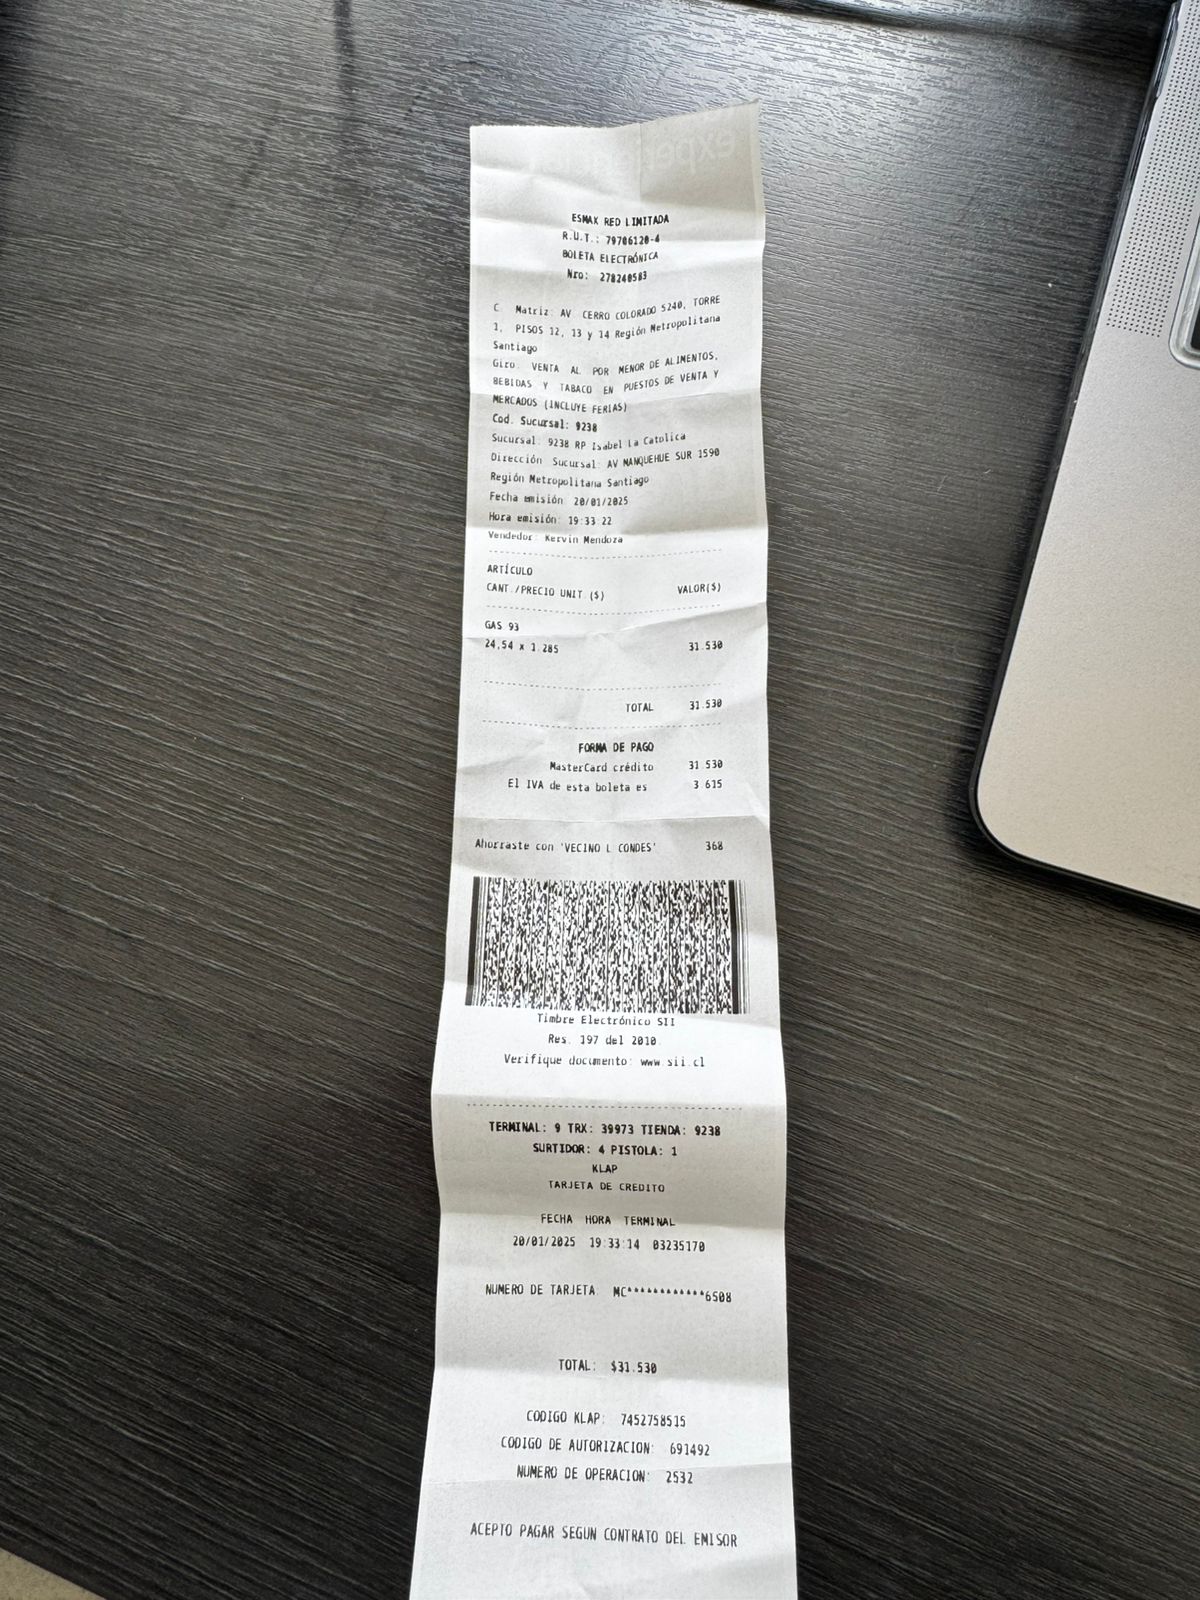 ESMAX RED LIMITADA
R.U.T.: 79706120-4
BOLETA ELECTRÓNICA
Nro: 278240503
C. Matriz: AV CERRO COLORADO 5240, TORRE
1, PISOS 12, 13 y 14 Región Metropolitana
Santiago
Giro: VENTA AL POR MENOR DE ALIMENTOS,
BEBIDAS Y TABACO EN PUESTOS DE VENTA Y
MERCADOS (INCLUYE FERIAS)
Cod. Sucursal: 9238
Sucursal: 9238 RP Isabel La Catolica
Dirección Sucursal: AV MANQUEHUE SUR 1590
Región Metropolitana Santiago
Fecha emisión: 20/01/2025
Hora emisión: 19:33:22
Vendedor: Kervin Mendoza
ARTÍCULO
CANT./PRECIO UNIT.($) VALOR($)
GAS 93
24,54 x 1.285 31.530
TOTAL 31.530
FORMA DE PAGO
MasterCard crédito 31.530
El IVA de esta boleta es 3.615
Ahorraste con 'VECINO L CONDES' 368
Timbre Electrónico SII
Res. 197 del 2010.
Verifique documento: www.sii.cl
TERMINAL: 9 TRX: 39973 TIENDA: 9238
SURTIDOR: 4 PISTOLA: 1
KLAP
TARJETA DE CREDITO
FECHA HORA TERMINAL
20/01/2025 19:33:14 03235170
NUMERO DE TARJETA: MC************6508
TOTAL: $31.530
CODIGO KLAP: 7452758515
CODIGO DE AUTORIZACION: 691492
NUMERO DE OPERACION: 2532
ACEPTO PAGAR SEGUN CONTRATO DEL EMISOR